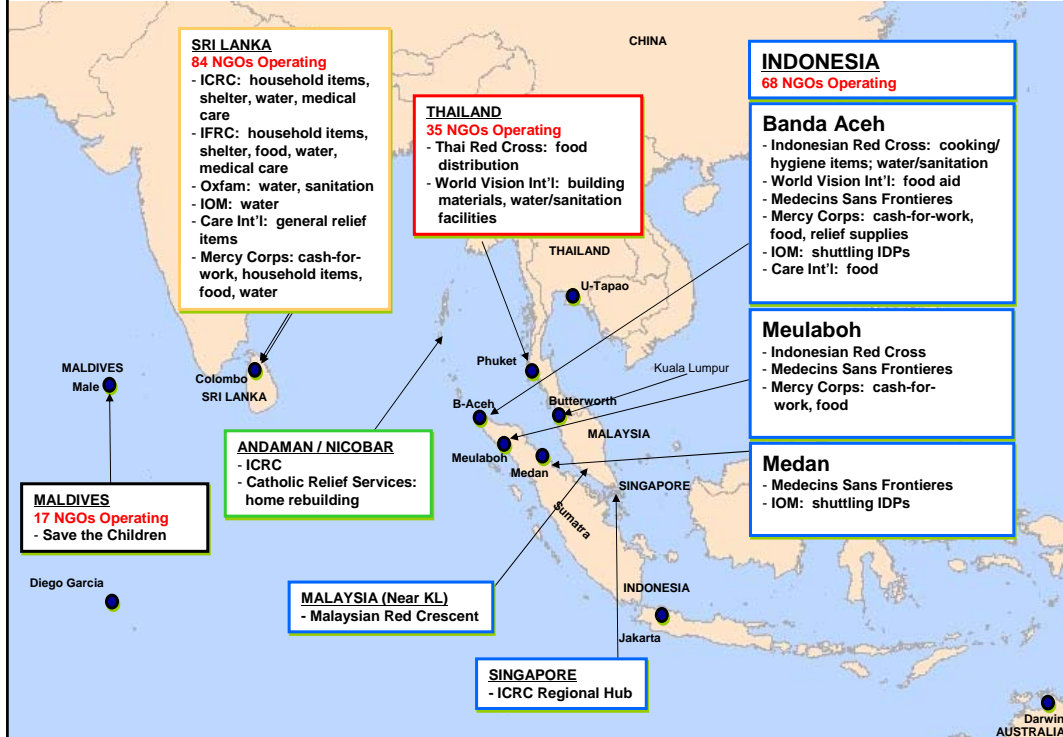 CHINA
SRI LANKA
84 NGOs Operating
- ICRC: household items,
shelter, water, medical
care
- IFRC: household items,
shelter, food, water,
medical care
- Oxfam: water, sanitation
- IOM: water
- Care Int'l: general relief
items
- Mercy Corps: cash-for-
work, household items,
food, water
THAILAND
35 NGOs Operating
- Thai Red Cross: food
distribution
- World Vision Int'l: building
materials, water/sanitation
facilities
INDONESIA
68 NGOs Operating
Banda Aceh
- Indonesian Red Cross: cooking/
hygiene items; water/sanitation
- World Vision Int'l: food aid
- Medecins Sans Frontieres
- Mercy Corps: cash-for-work,
food, relief supplies
- IOM: shuttling IDPs
- Care Int'l: food
Meulaboh
- Indonesian Red Cross
- Medecins Sans Frontieres
- Mercy Corps: cash-for-
work, food
Medan
- Medecins Sans Frontieres
- IOM: shuttling IDPs
THAILAND
U-Tapao
Phuket
Kuala Lumpur
MALDIVES
Male
Colombo
SRI LANKA
B-Aceh
Butterworth
MALAYSIA
Meulaboh
Medan
SINGAPORE
Sumatra
ANDAMAN / NICOBAR
- ICRC
- Catholic Relief Services:
home rebuilding
MALDIVES
17 NGOs Operating
- Save the Children
Diego Garcia
MALAYSIA (Near KL)
- Malaysian Red Crescent
INDONESIA
Jakarta
SINGAPORE
- ICRC Regional Hub
Darwin
AUSTRALIA